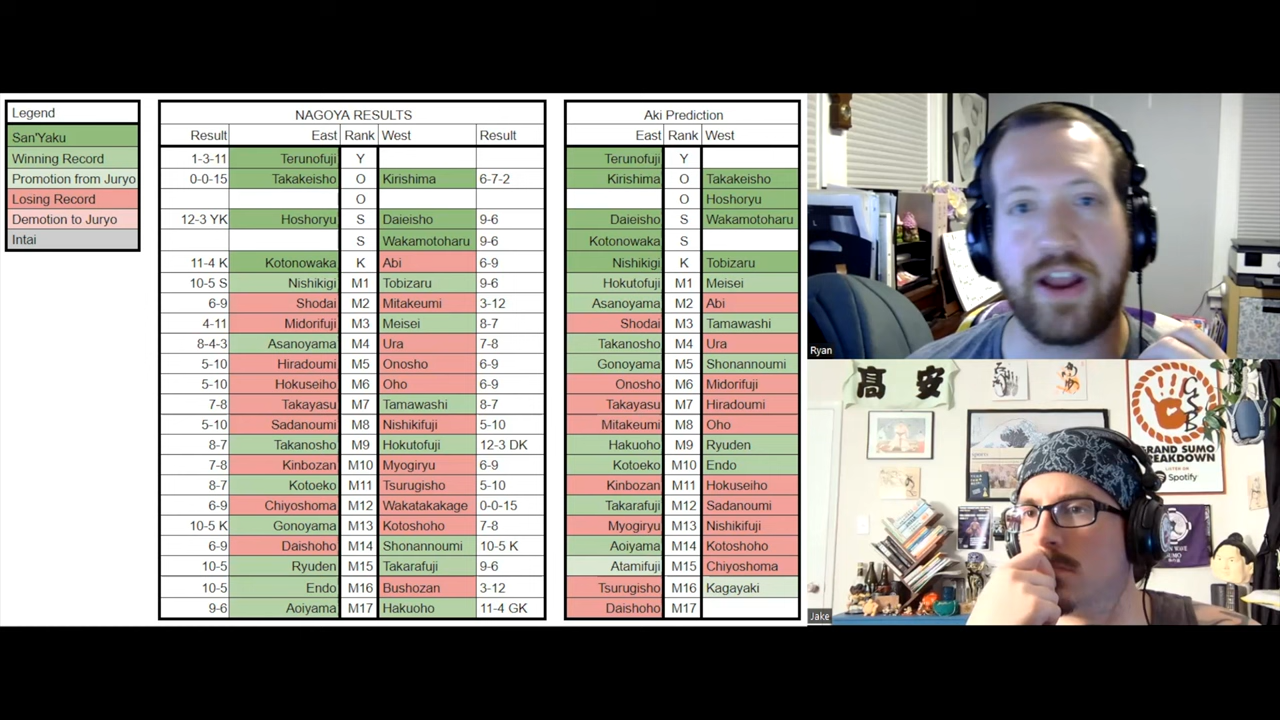 Legend
San'Yaku
Winning Record
Promotion from Juryo
Losing Record
Demotion to Juryo
Intai
NAGOYA RESULTS
Result East Rank West Result
1-3-11 Terunofuji Y
0-0-15 Takakeisho O Kirishima 6-7-2
O
12-3 YK Hoshoryu S Daieisho 9-6
S Wakamotoharu 9-6
11-4 K Kotonowaka K Abi 6-9
10-5 S Nishikigi M1 Tobizaru 9-6
6-9 Shodai M2 Mitakeumi 3-12
4-11 Midorifuji M3 Meisei 8-7
8-4-3 Asanoyama M4 Ura 7-8
5-10 Hiradoumi M5 Onosho 6-9
5-10 Hokuseiho M6 Oho 6-9
7-8 Takayasu M7 Tamawashi 8-7
5-10 Sadanoumi M8 Nishikifuji 5-10
8-7 Takanosho M9 Hokutofuji 12-3 DK
7-8 Kinbozan M10 Myogiryu 6-9
8-7 Kotoeko M11 Tsurugisho 5-10
6-9 Chiyoshoma M12 Wakatakakage 0-0-15
10-5 K Gonoyama M13 Kotoshoho 7-8
6-9 Daishoho M14 Shonannoumi 10-5 K
10-5 Ryuden M15 Takarafuji 9-6
10-5 Endo M16 Bushozan 3-12
9-6 Aoiyama M17 Hakuoho 11-4 GK
Aki Prediction
East Rank West
Terunofuji Y
Kirishima O Takakeisho
O Hoshoryu
Daieisho S Wakamotoharu
Kotonowaka S
Nishikigi K Tobizaru
Hokutofuji M1 Meisei
Asanoyama M2 Abi
Shodai M3 Tamawashi
Takanosho M4 Ura
Gonoyama M5 Shonannoumi
Onosho M6 Midorifuji
Takayasu M7 Hiradoumi
Mitakeumi M8 Oho
Hakuoho M9 Ryuden
Kotoeko M10 Endo
Kinbozan M11 Hokuseiho
Takarafuji M12 Sadanoumi
Myogiryu M13 Nishikifuji
Aoiyama M14 Kotoshoho
Atamifuji M15 Chiyoshoma
Tsurugisho M16 Kagayaki
Daishoho M17
Ryan
高安
GSB
GRAND SUMO
BREAKDOWN
LISTEN ON
Spotify
Jake